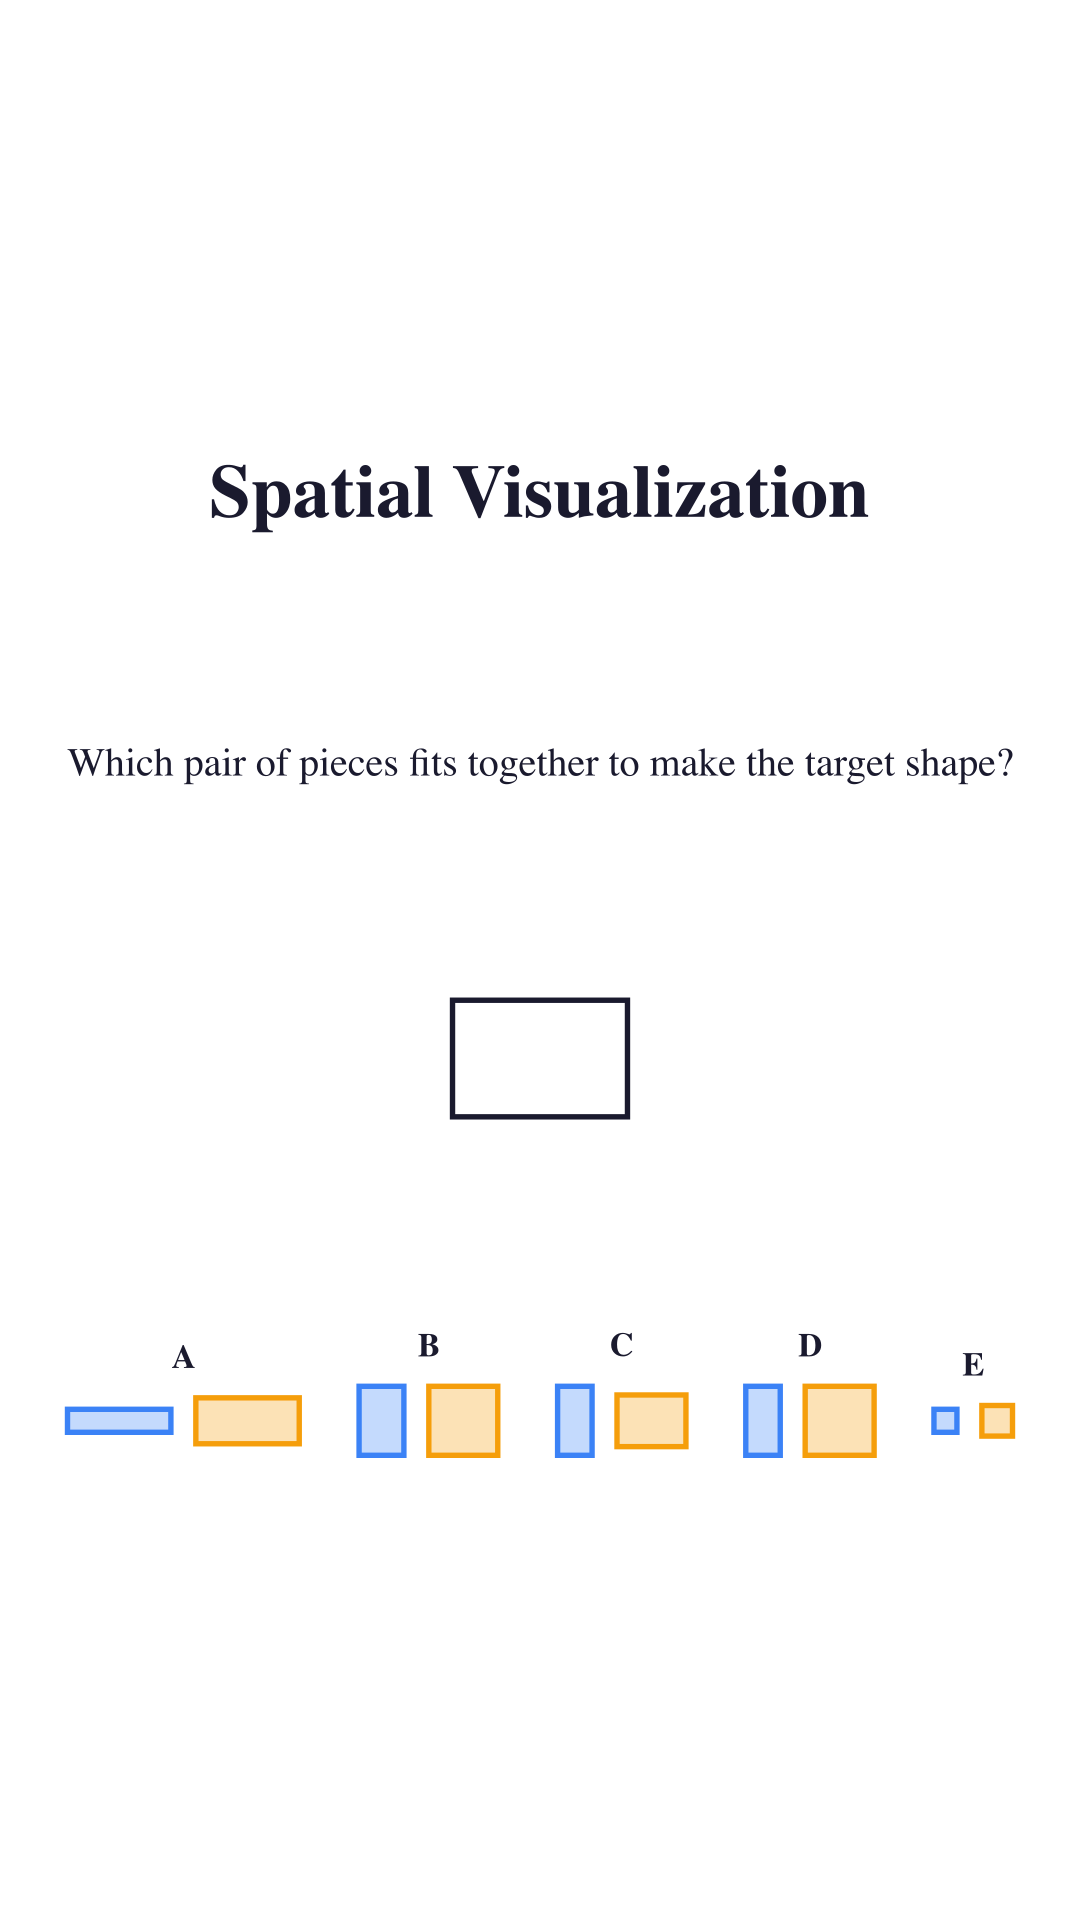 Spatial Visualization
Which pair of pieces fits together to make the target shape?
A B C D E